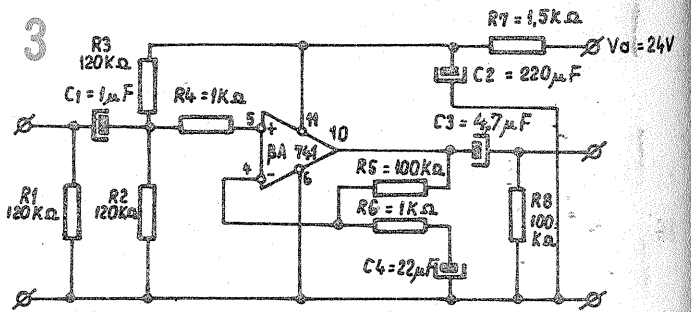 3
R7=1,5KΩ
R3
120KΩ
Va=24V
C1=1μF
R4=1KΩ
C2=220μF
5
11
10
C3=4,7μF
+
βA 741
4
-
6
R5=100KΩ
R6=1KΩ
R1
120KΩ
R2
120KΩ
R8
100
KΩ
C4=22μF